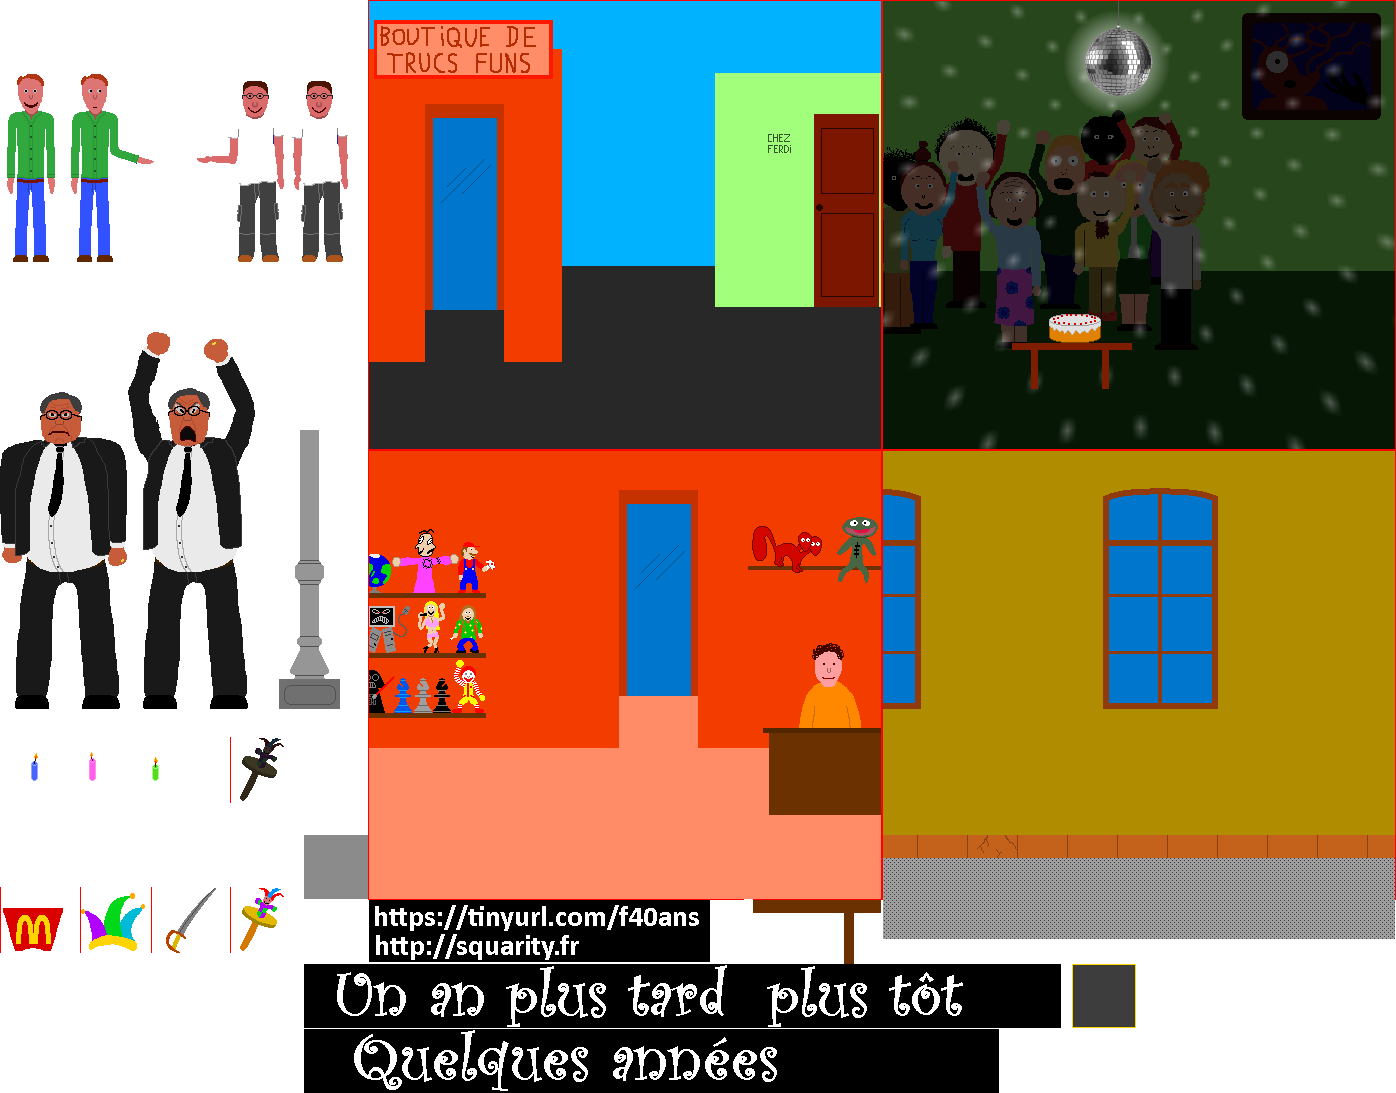 BOUTiQUE DE
TRUCS FUNS
CHEZ
FERDi
M
https://tinyurl.com/f40ans
http://squarity.fr
Un an plus tard plus tôt
Quelques années